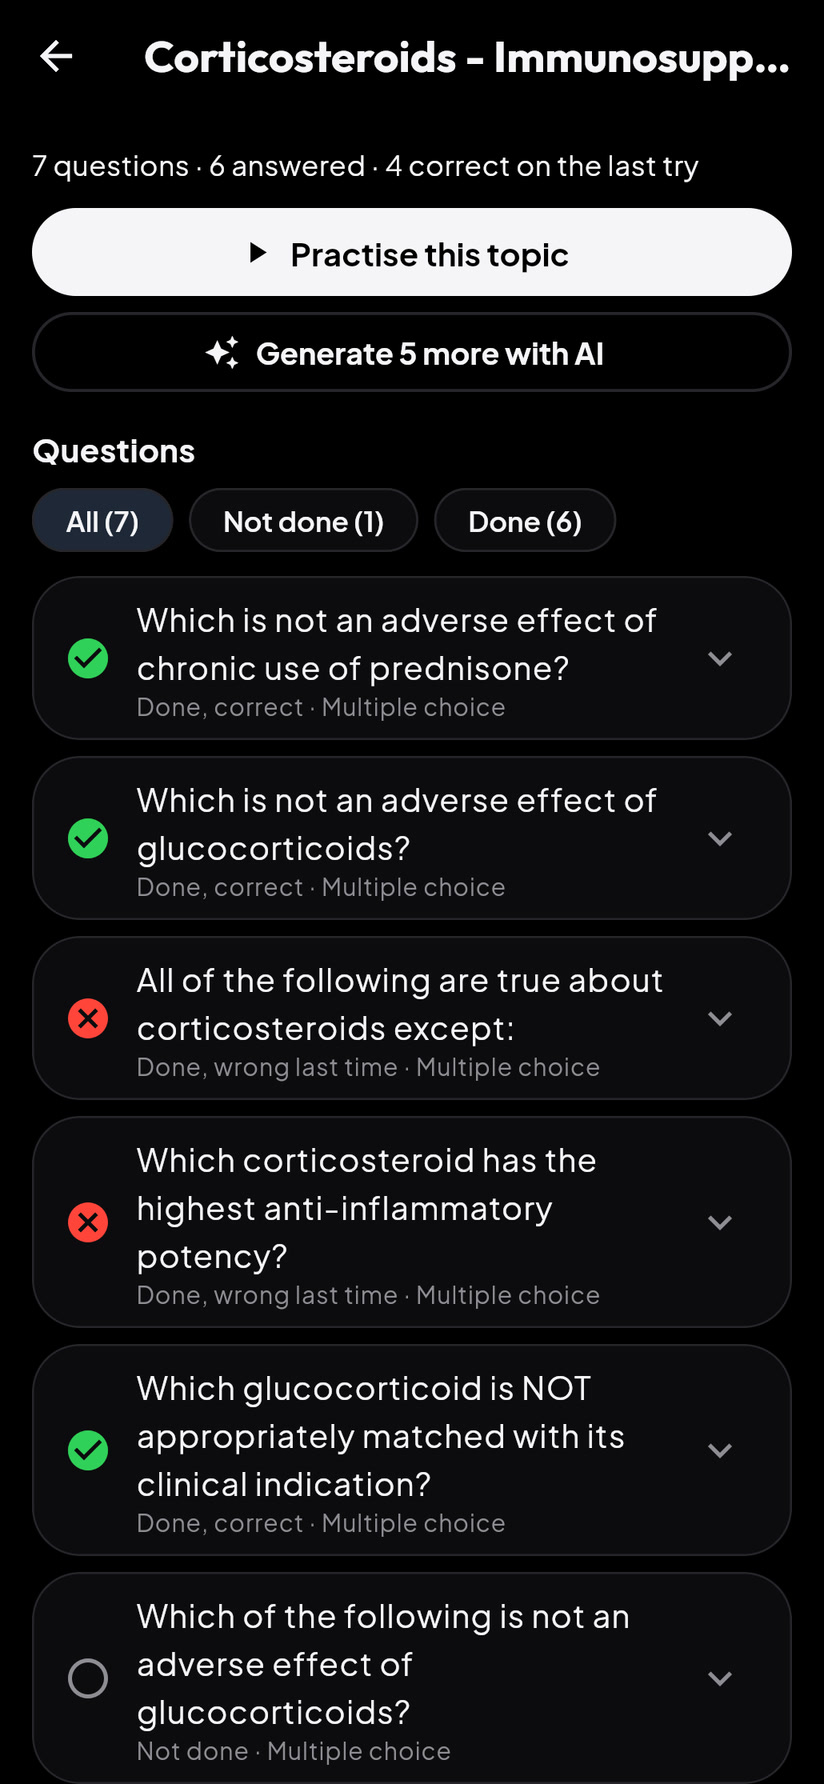 Corticosteroids - Immunosupp...
7 questions · 6 answered · 4 correct on the last try
Practise this topic
Generate 5 more with AI
Questions
All (7)
Not done (1)
Done (6)
Which is not an adverse effect of
chronic use of prednisone?
Done, correct · Multiple choice
Which is not an adverse effect of
glucocorticoids?
Done, correct · Multiple choice
All of the following are true about
corticosteroids except:
Done, wrong last time · Multiple choice
Which corticosteroid has the
highest anti-inflammatory
potency?
Done, wrong last time · Multiple choice
Which glucocorticoid is NOT
appropriately matched with its
clinical indication?
Done, correct · Multiple choice
Which of the following is not an
adverse effect of
glucocorticoids?
Not done · Multiple choice